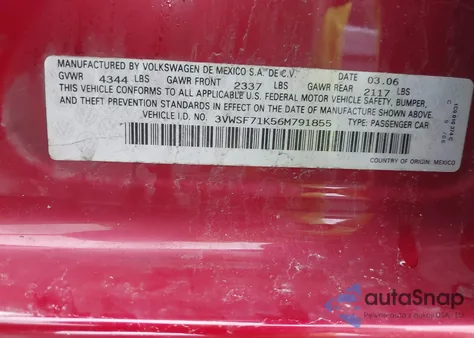 MANUFACTURED BY VOLKSWAGEN DE MEXICO S.A. DE C.V. DATE 03.06
GVWR 4344 LBS GAWR FRONT 2337 LBS GAWR REAR 2117 LBS
THIS VEHICLE CONFORMS TO ALL APPLICABLE U.S. FEDERAL MOTOR VEHICLE SAFETY, BUMPER,
AND THEFT PREVENTION STANDARDS IN EFFECT ON THE DATE OF MANUFACTURE SHOWN ABOVE.
VEHICLE I.D. NO. 3VWSF71K56M791855 TYPE: PASSENGER CAR
COUNTRY OF ORIGIN: MEXICO
autoSnap